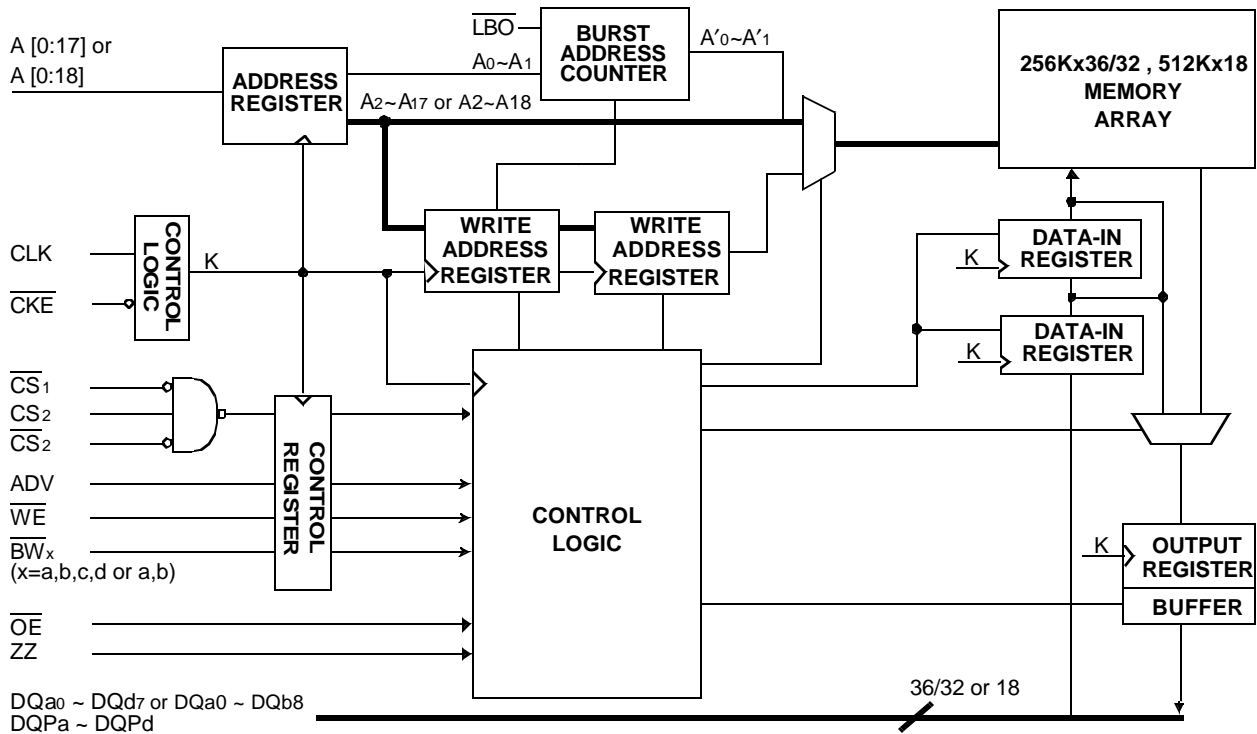 A [0:17] or
A [0:18]
ADDRESS
REGISTER
LBO
A0~A1
BURST
ADDRESS
COUNTER
A′0~A′1
A2~A17 or A2~A18
256Kx36/32 , 512Kx18
MEMORY
ARRAY
CLK
CKE
CONTROL
LOGIC
K
WRITE
ADDRESS
REGISTER
WRITE
ADDRESS
REGISTER
K
DATA-IN
REGISTER
K
DATA-IN
REGISTER
CS1
CS2
CS2
ADV
WE
BWx
(x=a,b,c,d or a,b)
CONTROL
REGISTER
CONTROL
LOGIC
K
OUTPUT
REGISTER
BUFFER
OE
ZZ
DQa0 ~ DQd7 or DQa0 ~ DQb8
DQPa ~ DQPd
36/32 or 18